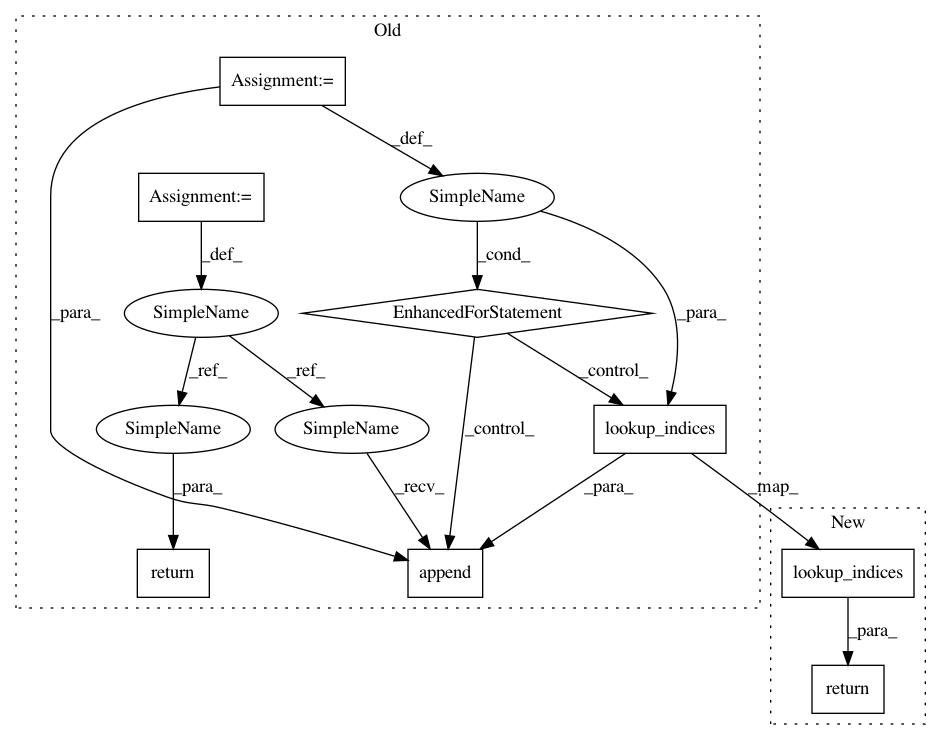 Old
Assignment:=
_def_
Assignment:=
SimpleName
_def_
_cond_
_para_
SimpleName
EnhancedForStatement
_para_
_ref_
_ref_
_control_
SimpleName
SimpleName
_control_
lookup_indices
_para_
_recv_
_para_
_map_
New
return
append
lookup_indices
_para_
return